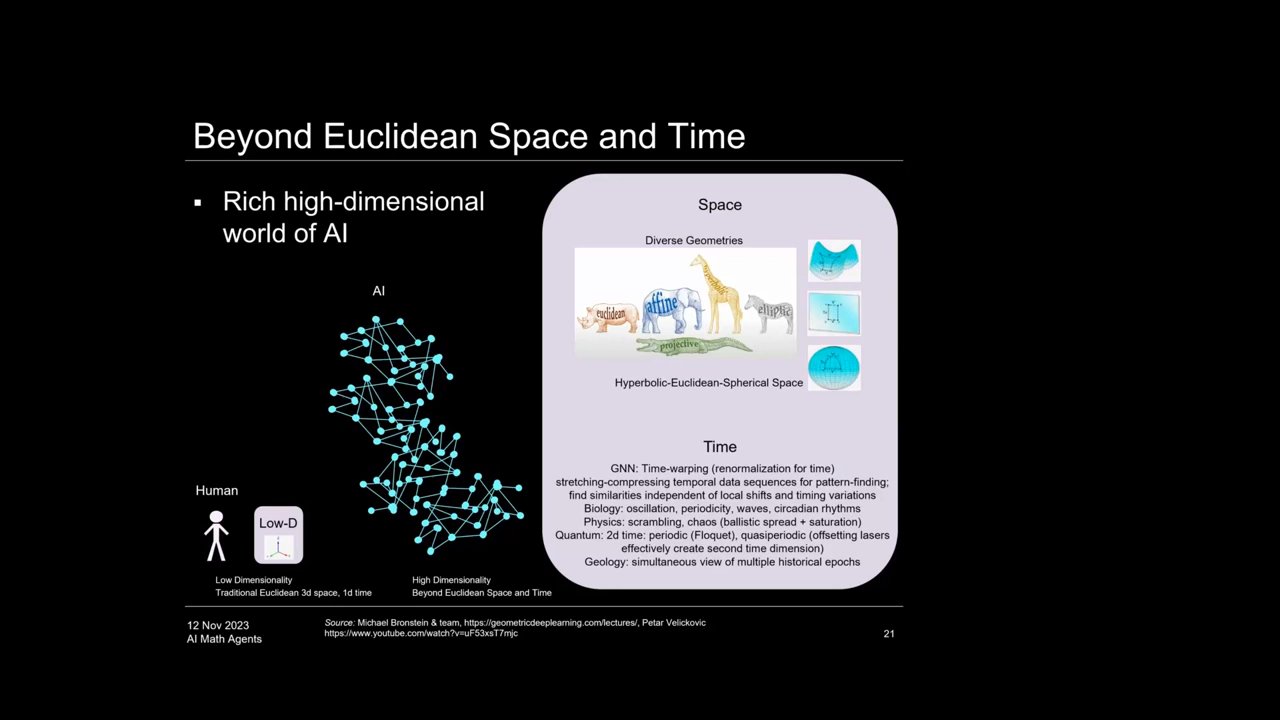 Beyond Euclidean Space and Time
▪ Rich high-dimensional
world of AI
AI
Human
Low-D
Low Dimensionality
Traditional Euclidean 3d space, 1d time
High Dimensionality
Beyond Euclidean Space and Time
Space
Diverse Geometries
euclidean
affine
hyperbolic
elliptic
projective
Hyperbolic-Euclidean-Spherical Space
Time
GNN: Time-warping (renormalization for time)
stretching-compressing temporal data sequences for pattern-finding;
find similarities independent of local shifts and timing variations
Biology: oscillation, periodicity, waves, circadian rhythms
Physics: scrambling, chaos (ballistic spread + saturation)
Quantum: 2d time: periodic (Floquet), quasiperiodic (offsetting lasers
effectively create second time dimension)
Geology: simultaneous view of multiple historical epochs
12 Nov 2023
AI Math Agents
Source: Michael Bronstein & team, https://geometricdeeplearning.com/lectures/, Petar Velickovic
https://www.youtube.com/watch?v=uF53xsT7mjc
21